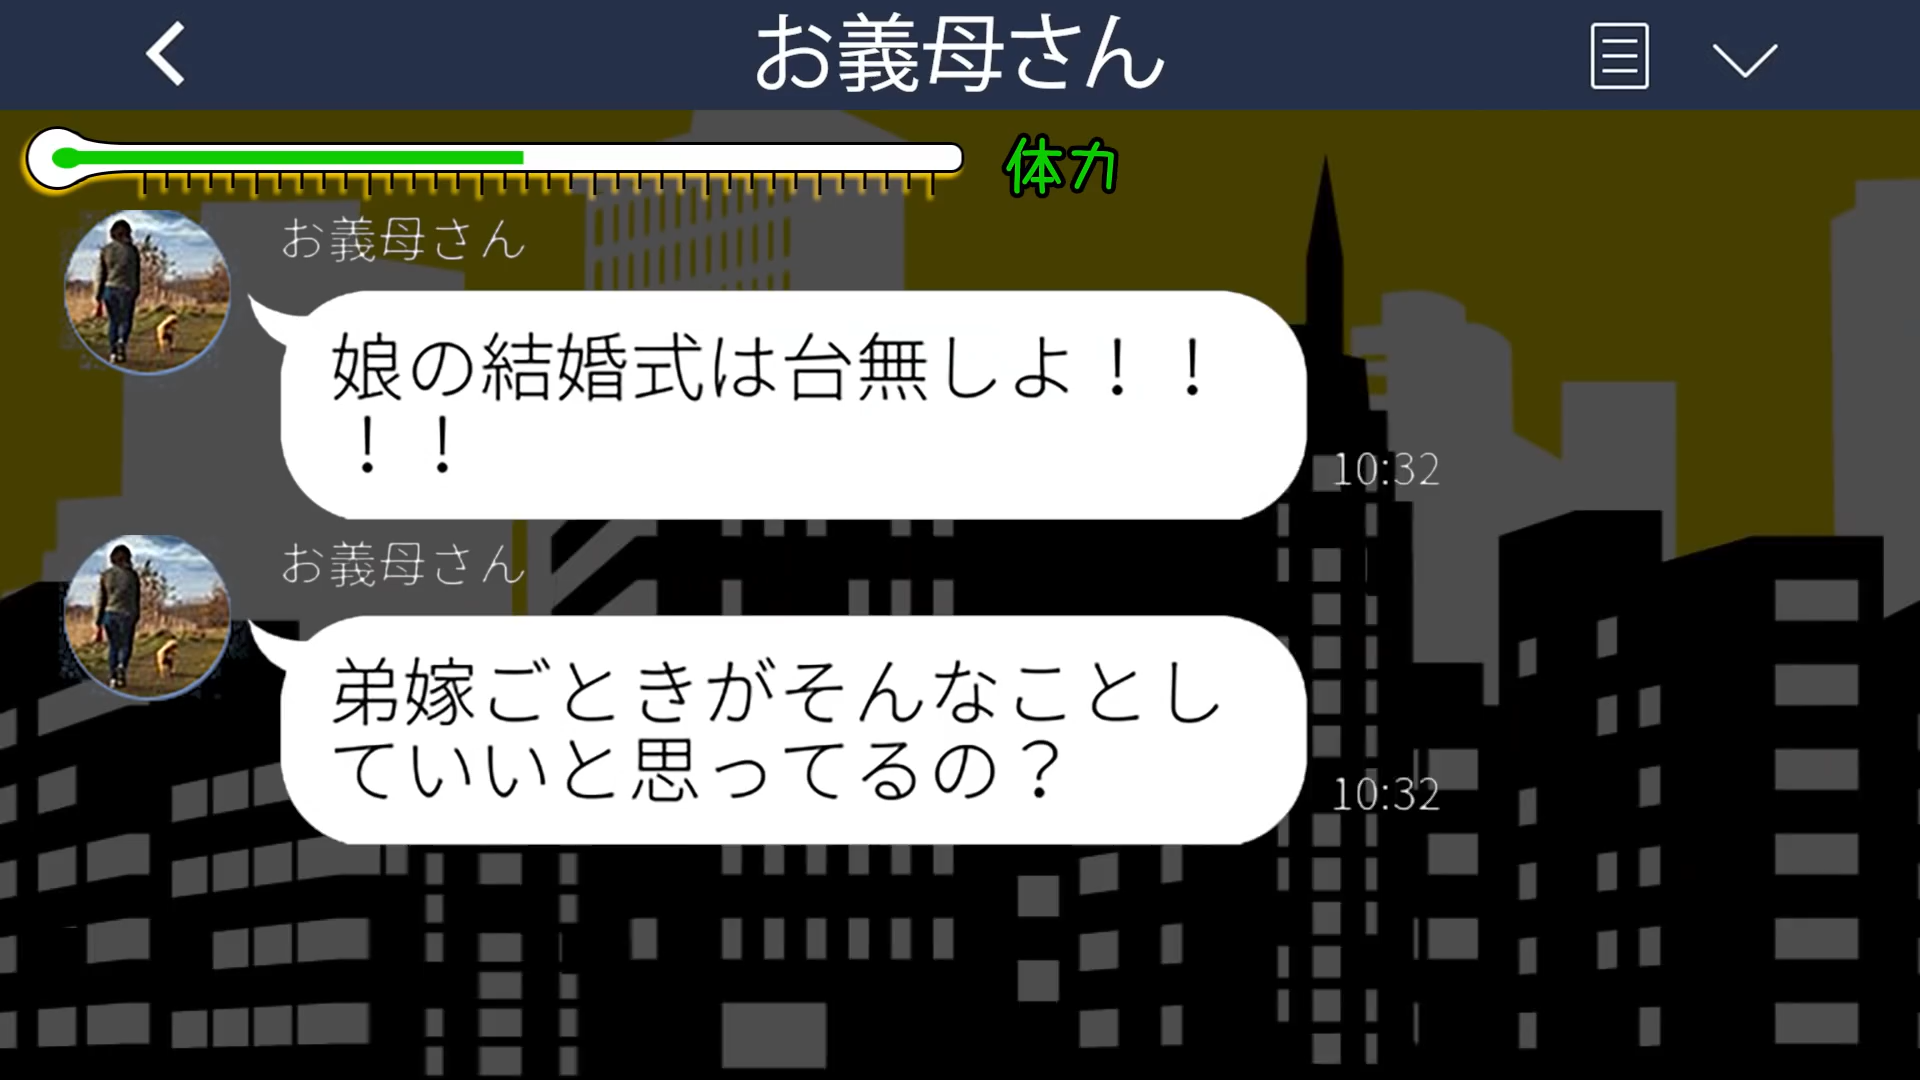 お義母さん
体力
お義母さん
娘の結婚式は台無しよ！！
！！
10:32
お義母さん
弟嫁ごときがそんなことし
ていいと思ってるの？
10:32